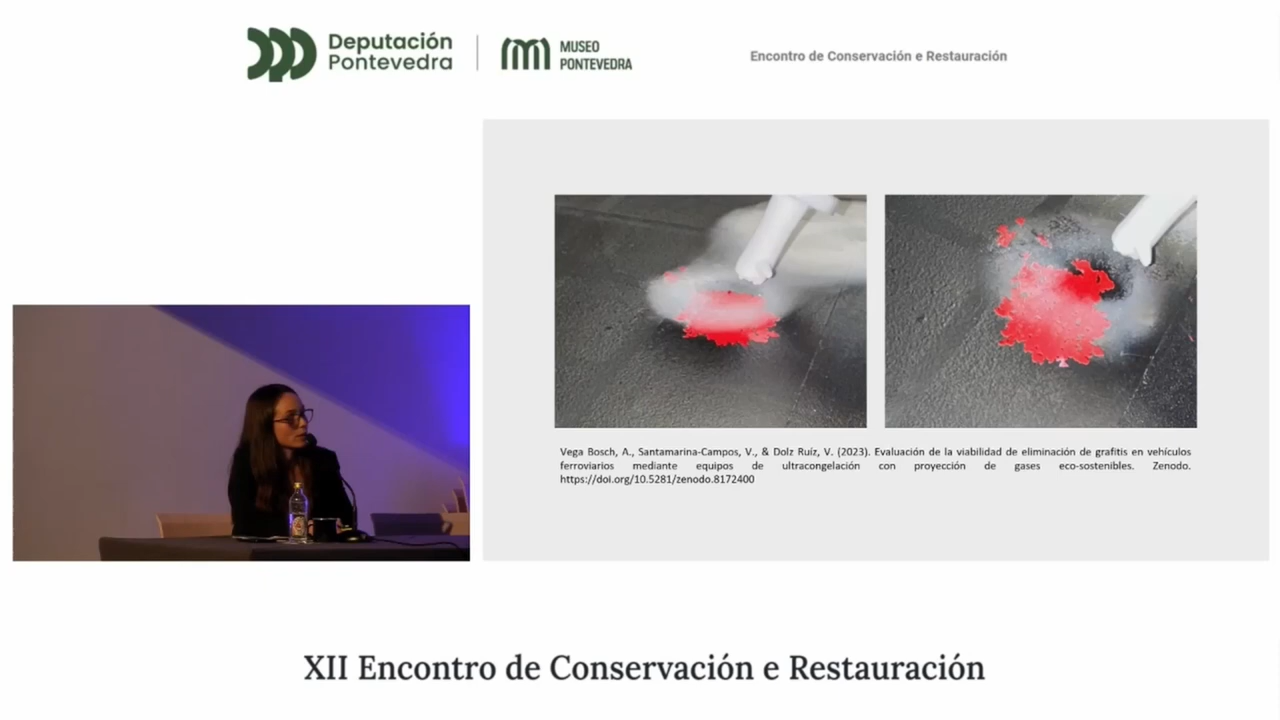 Deputación
Pontevedra
MUSEO
PONTEVEDRA
Encontro de Conservación e Restauración
Vega Bosch, A., Santamarina-Campos, V., & Dolz Ruíz, V. (2023). Evaluación de la viabilidad de eliminación de grafitis en vehículos
ferroviarios mediante equipos de ultracongelación con proyección de gases eco-sostenibles. Zenodo.
https://doi.org/10.5281/zenodo.8172400
XII Encontro de Conservación e Restauración